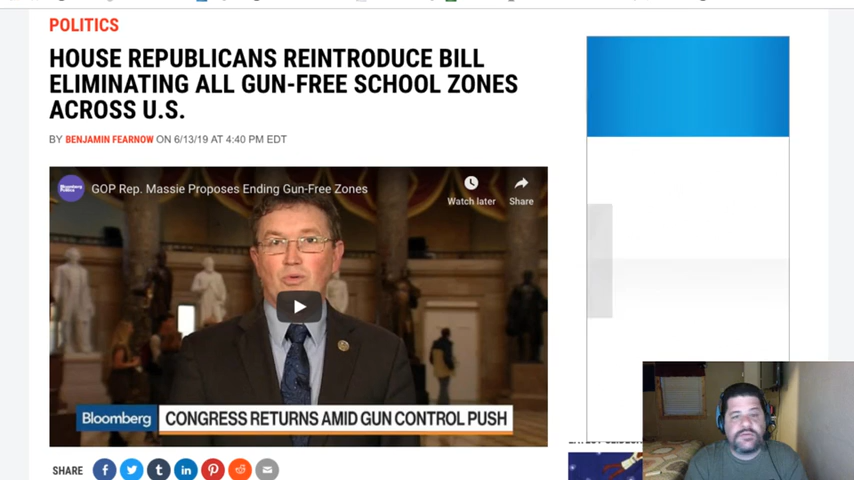 POLITICS
HOUSE REPUBLICANS REINTRODUCE BILL
ELIMINATING ALL GUN-FREE SCHOOL ZONES
ACROSS U.S.
BY BENJAMIN FEARNOW ON 6/13/19 AT 4:40 PM EDT
Bloomberg
Politics
GOP Rep. Massie Proposes Ending Gun-Free Zones
Watch later
Share
Bloomberg
CONGRESS RETURNS AMID GUN CONTROL PUSH
SHARE